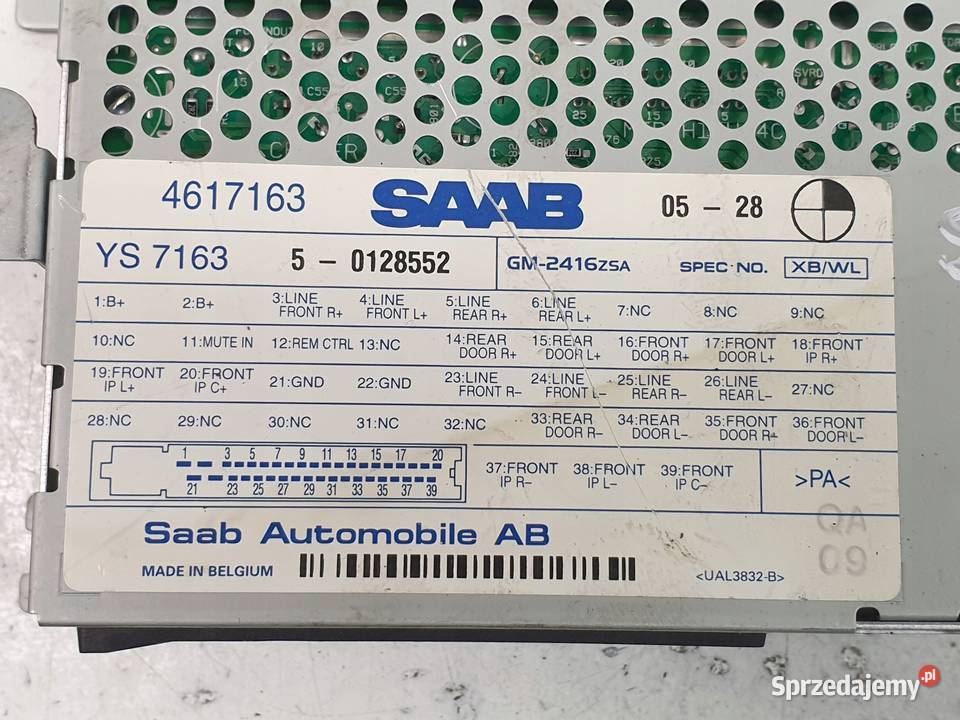 4617163 SAAB 05 - 28
YS 7163 5 - 0128552 GM-2416ZSA SPEC NO. XB/WL
1:B+ 2:B+ 3:LINE FRONT R+ 4:LINE FRONT L+ 5:LINE REAR R+ 6:LINE REAR L+ 7:NC 8:NC 9:NC
10:NC 11:MUTE IN 12:REM CTRL 13:NC 14:REAR DOOR R+ 15:REAR DOOR L+ 16:FRONT DOOR R+ 17:FRONT DOOR L+ 18:FRONT IP R+
19:FRONT IP L+ 20:FRONT IP C+ 21:GND 22:GND 23:LINE FRONT R- 24:LINE FRONT L- 25:LINE REAR R- 26:LINE REAR L- 27:NC
28:NC 29:NC 30:NC 31:NC 32:NC 33:REAR DOOR R- 34:REAR DOOR L- 35:FRONT DOOR R- 36:FRONT DOOR L-
1 3 5 7 9 11 13 15 17 20
21 23 25 27 29 31 33 35 37 39
37:FRONT IP R- 38:FRONT IP L- 39:FRONT IP C- >PA<
QA
09
Saab Automobile AB
MADE IN BELGIUM <UAL3832-B>
Sprzedajemy.pl